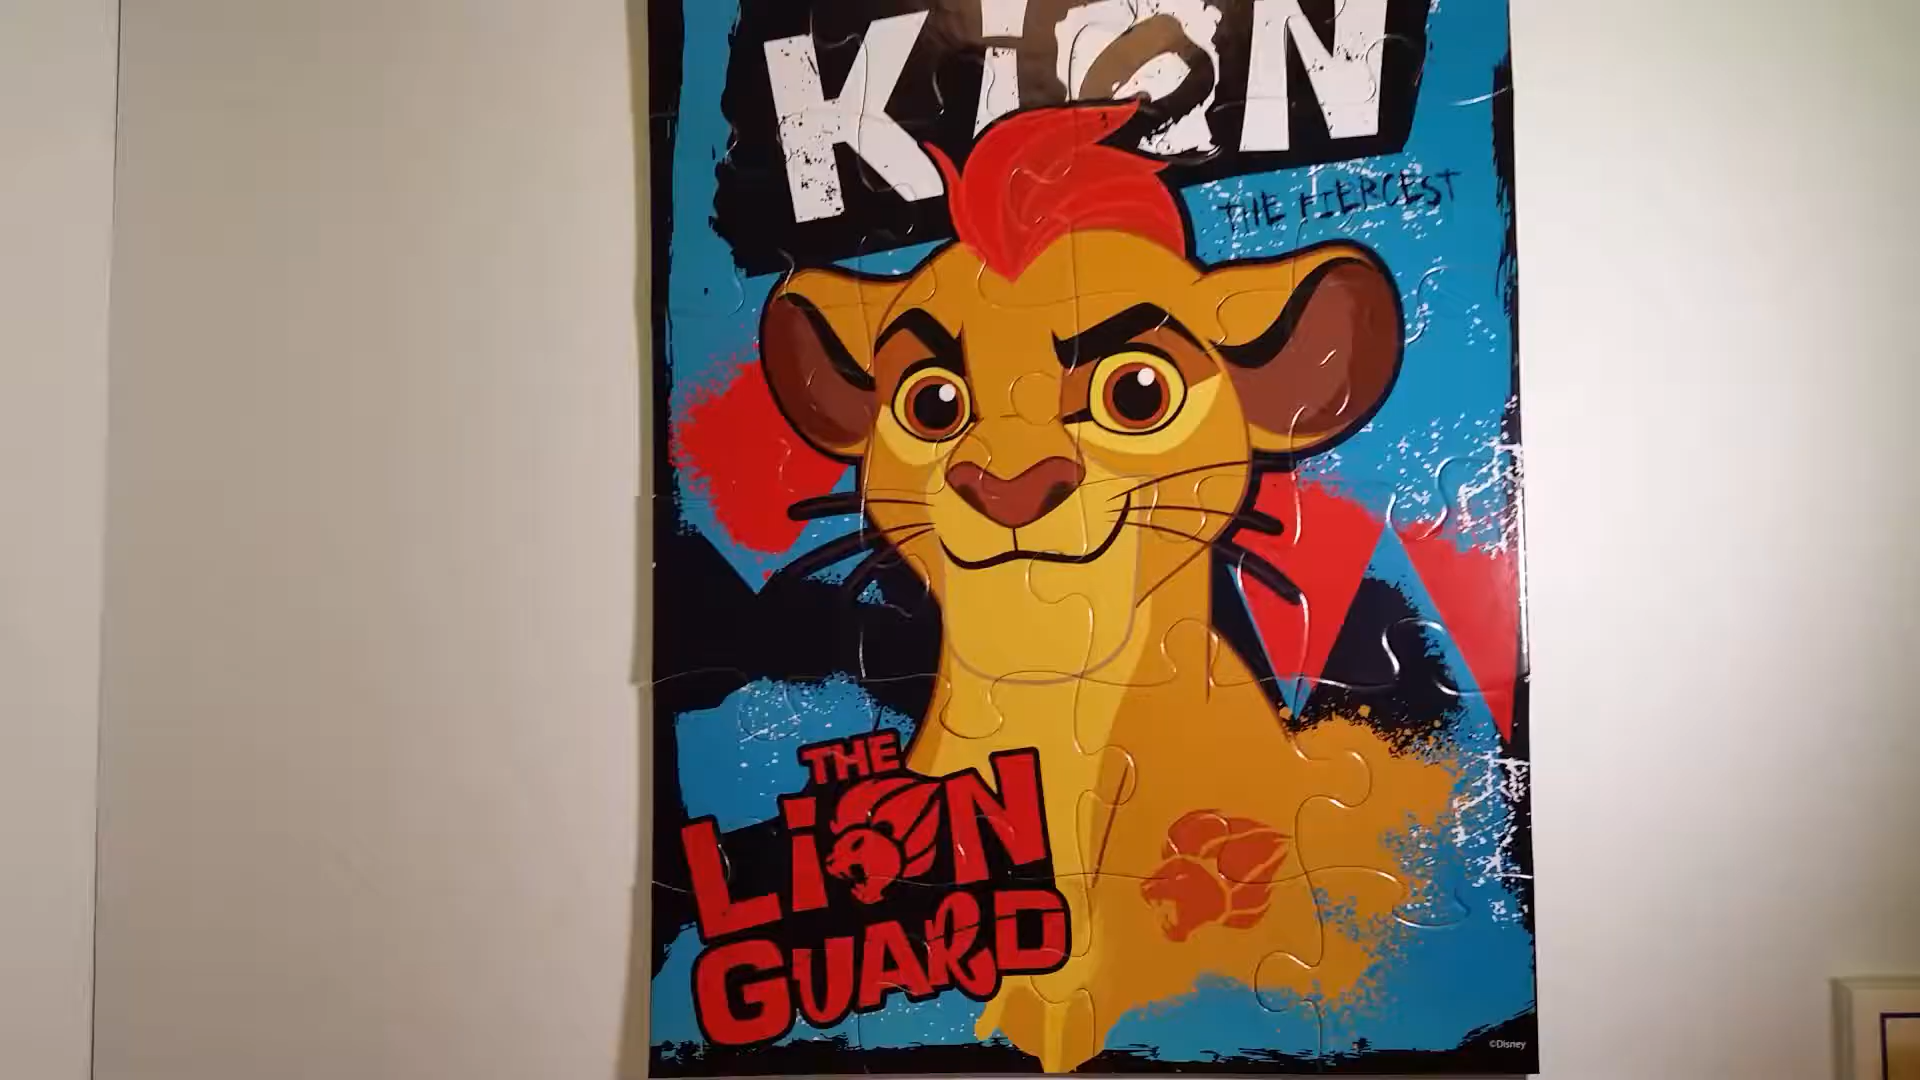 KION
THE FIERCEST
THE
LiON
GUARD
©Disney